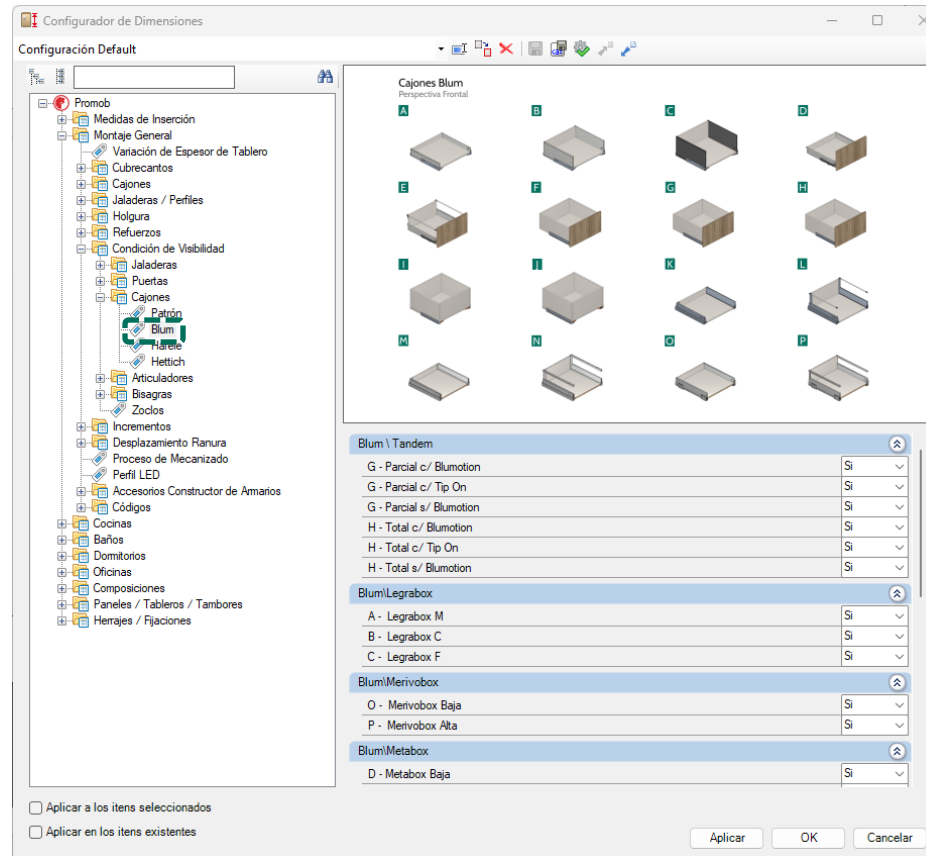 Configurador de Dimensiones
Configuración Default
Cajones Blum
Perspectiva Frontal
A B C D
E F G H
I J K L
M N O P
Promob
Medidas de Inserción
Montaje General
Variación de Espesor de Tablero
Cubrecantos
Cajones
Jaladeras / Perfiles
Holgura
Refuerzos
Condición de Visibilidad
Jaladeras
Puertas
Cajones
Patrón
Blum
Hafele
Hettich
Articuladores
Bisagras
Zoclos
Incrementos
Desplazamiento Ranura
Proceso de Mecanizado
Perfil LED
Accesorios Constructor de Amarios
Códigos
Cocinas
Baños
Dormitorios
Oficinas
Composiciones
Paneles / Tableros / Tambores
Herrajes / Fijaciones
Blum \ Tandem
G - Parcial c/ Blumotion Si
G - Parcial c/ Tip On Si
G - Parcial s/ Blumotion Si
H - Total c/ Blumotion Si
H - Total c/ Tip On Si
H - Total s/ Blumotion Si
Blum\Legrabox
A - Legrabox M Si
B - Legrabox C Si
C - Legrabox F Si
Blum\Merivobox
O - Merivobox Baja Si
P - Merivobox Alta Si
Blum\Metabox
D - Metabox Baja Si
Aplicar a los itens seleccionados
Aplicar en los itens existentes
Aplicar OK Cancelar